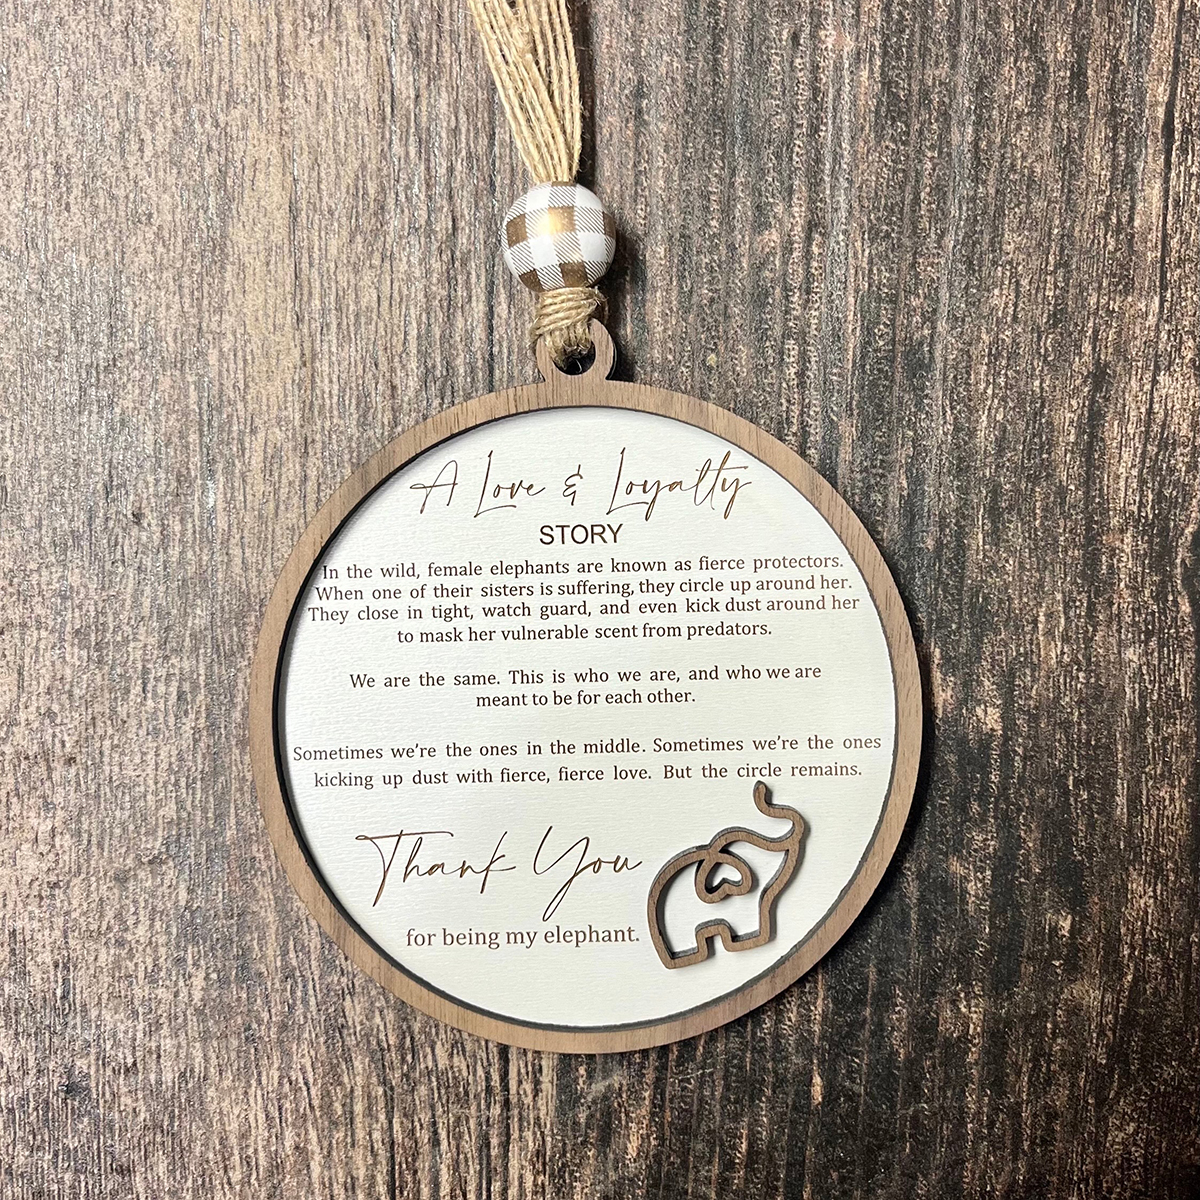 A Love & Loyalty
STORY
In the wild, female elephants are known as fierce protectors.
When one of their sisters is suffering, they circle up around her.
They close in tight, watch guard, and even kick dust around her
to mask her vulnerable scent from predators.
We are the same. This is who we are, and who we are
meant to be for each other.
Sometimes we're the ones in the middle. Sometimes we're the ones
kicking up dust with fierce, fierce love. But the circle remains.
Thank You
for being my elephant.